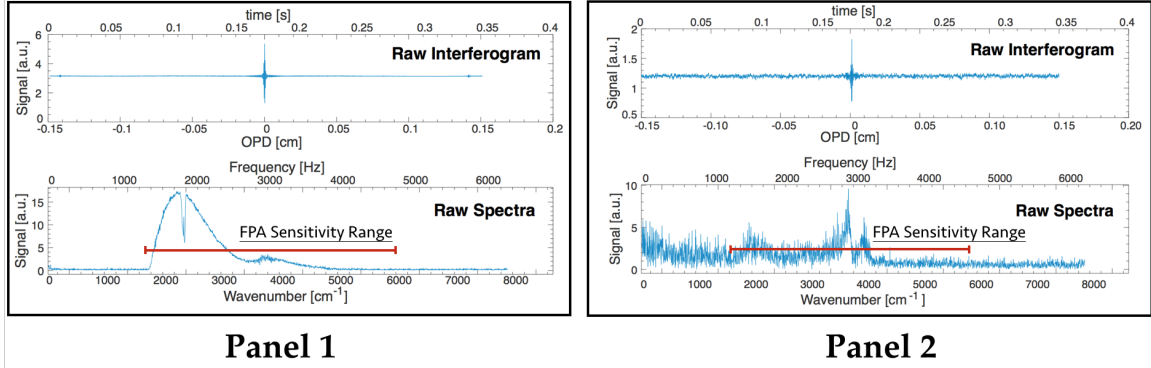 time [s]
0 0.05 0.1 0.15 0.2 0.25 0.3 0.35 0.4
6
4
2
0
Signal [a.u.]
Raw Interferogram
-0.15 -0.1 -0.05 0 0.05 0.1 0.15 0.2
OPD [cm]
Frequency [Hz]
0 1000 2000 3000 4000 5000 6000
15
10
5
0
Signal [a.u.]
Raw Spectra
FPA Sensitivity Range
0 1000 2000 3000 4000 5000 6000 7000 8000
Wavenumber [cm-1]
Panel 1
time [s]
0 0.05 0.1 0.15 0.2 0.25 0.3 0.35 0.4
2
1.5
1
0.5
Signal [a.u.]
Raw Interferogram
-0.15 -0.10 -0.05 0 0.05 0.10 0.15 0.20
OPD [cm]
Frequency [Hz]
0 1000 2000 3000 4000 5000 6000
10
5
0
Signal [a.u.]
Raw Spectra
FPA Sensitivity Range
0 1000 2000 3000 4000 5000 6000 7000 8000
Wavenumber [cm-1]
Panel 2